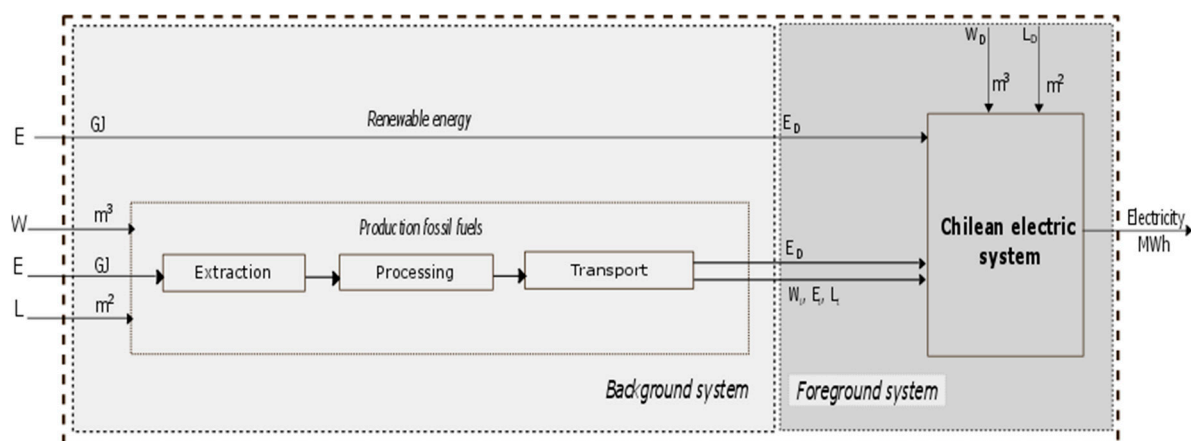 W_D L_D
m³ m²
E GJ Renewable energy E_D
W m³ Production fossil fuels
E GJ Extraction Processing Transport E_D
W_I, E_I, L_I
L m²
Chilean electric
system
Electricity
MWh
Background system Foreground system